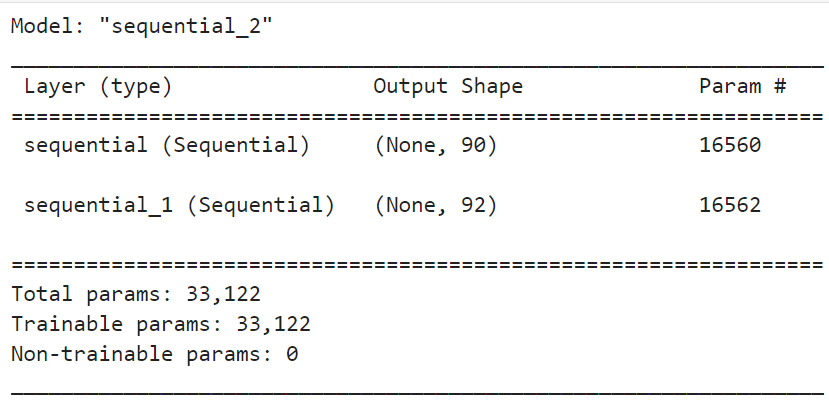 Model: "sequential_2"
_________________________________________________________________
Layer (type) Output Shape Param #
=================================================================
sequential (Sequential) (None, 90) 16560
sequential_1 (Sequential) (None, 92) 16562
=================================================================
Total params: 33,122
Trainable params: 33,122
Non-trainable params: 0
_________________________________________________________________